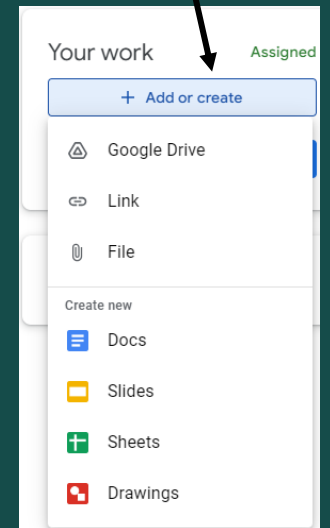 Your work Assigned
+ Add or create
Google Drive
Link
File
Create new
Docs
Slides
Sheets
Drawings